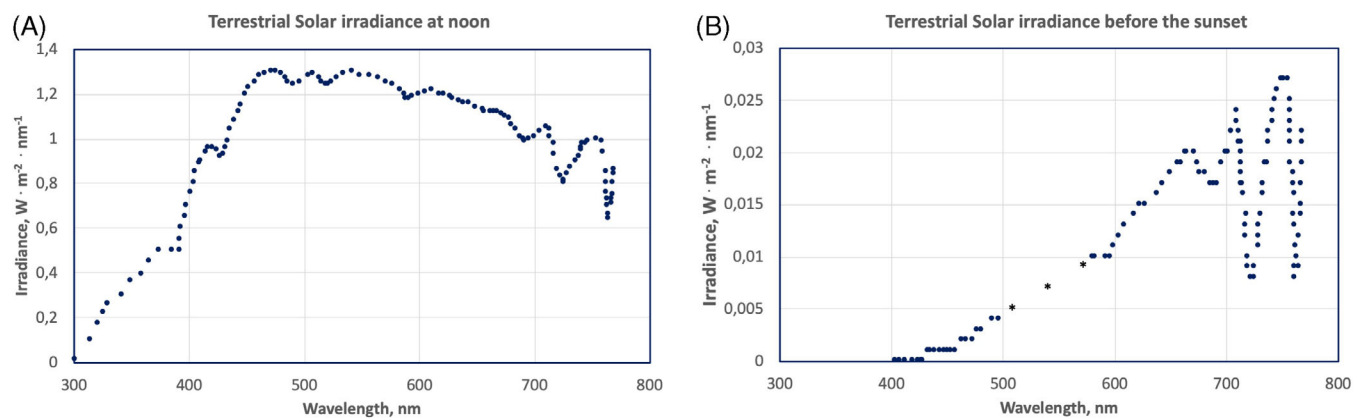 (A)
Terrestrial Solar irradiance at noon
Irradiance, W · m-2 · nm-1
1,4
1,2
1
0,8
0,6
0,4
0,2
0
300 400 500 600 700 800
Wavelength, nm
(B)
Terrestrial Solar irradiance before the sunset
Irradiance, W · m-2 · nm-1
0,03
0,025
0,02
0,015
0,01
0,005
0
300 400 500 600 700 800
Wavelength, nm